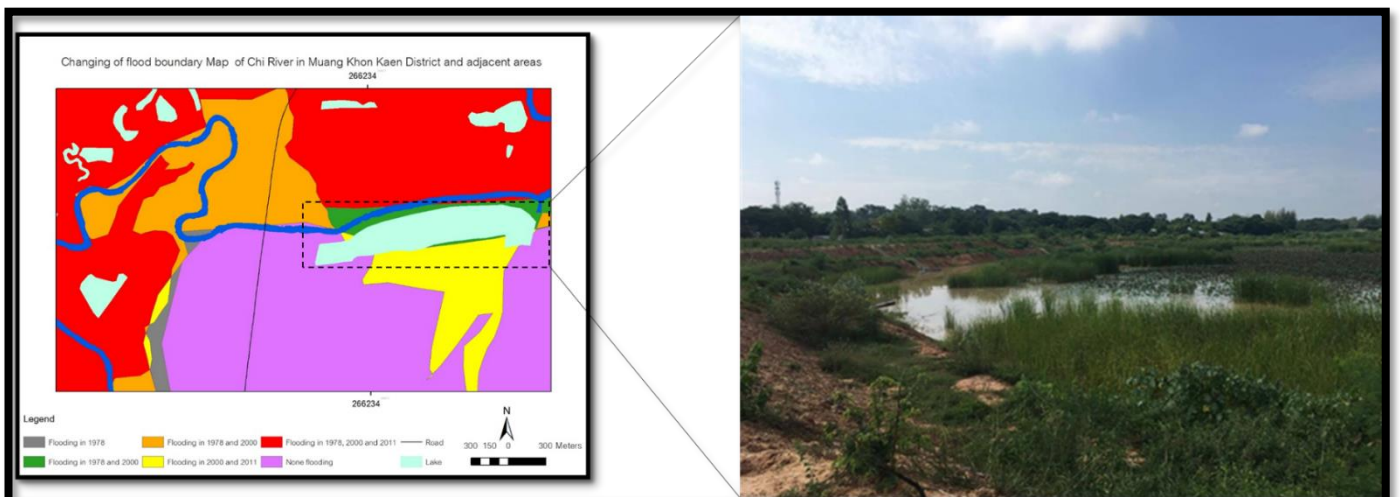 Changing of flood boundary Map of Chi River in Muang Khon Kaen District and adjacent areas
266234
266234
Legend
N
Flooding in 1978
Flooding in 1978 and 2000
Flooding in 1978, 2000 and 2011
Road
300 150 0 300 Meters
Flooding in 1978 and 2000
Flooding in 2000 and 2011
None flooding
Lake